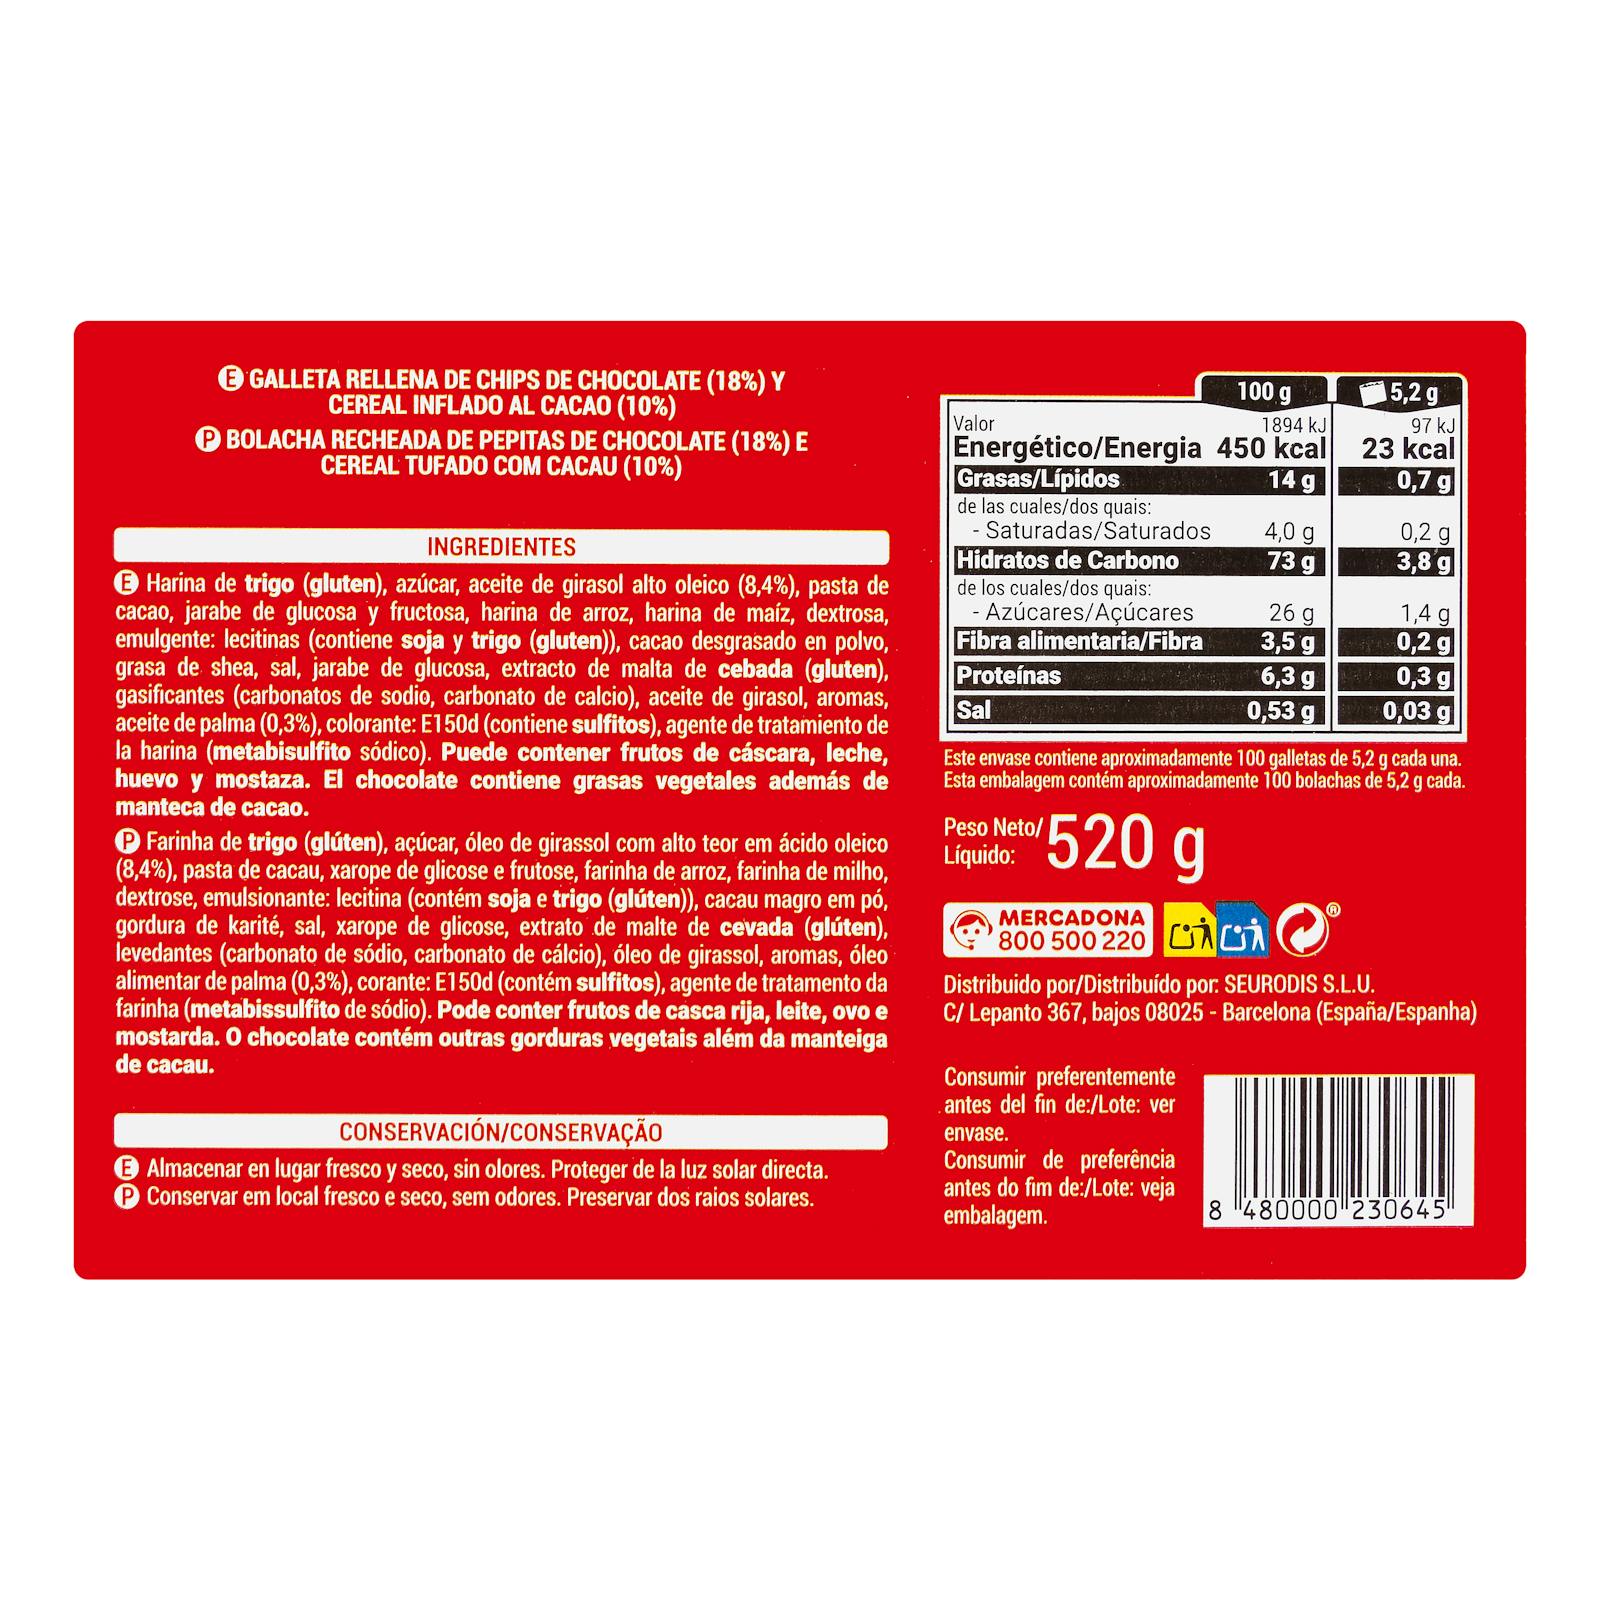 E GALLETA RELLENA DE CHIPS DE CHOCOLATE (18%) Y
CEREAL INFLADO AL CACAO (10%)
P BOLACHA RECHEADA DE PEPITAS DE CHOCOLATE (18%) E
CEREAL TUFADO COM CACAU (10%)
INGREDIENTES
E Harina de trigo (gluten), azúcar, aceite de girasol alto oleico (8,4%), pasta de
cacao, jarabe de glucosa y fructosa, harina de arroz, harina de maíz, dextrosa,
emulgente: lecitinas (contiene soja y trigo (gluten)), cacao desgrasado en polvo,
grasa de shea, sal, jarabe de glucosa, extracto de malta de cebada (gluten),
gasificantes (carbonatos de sodio, carbonato de calcio), aceite de girasol, aromas,
aceite de palma (0,3%), colorante: E150d (contiene sulfitos), agente de tratamiento de
la harina (metabisulfito sódico). Puede contener frutos de cáscara, leche,
huevo y mostaza. El chocolate contiene grasas vegetales además de
manteca de cacao.
P Farinha de trigo (glúten), açúcar, óleo de girassol com alto teor em ácido oleico
(8,4%), pasta de cacau, xarope de glicose e frutose, farinha de arroz, farinha de milho,
dextrose, emulsionante: lecitina (contém soja e trigo (glúten)), cacau magro em pó,
gordura de karité, sal, xarope de glicose, extrato de malte de cevada (glúten),
levedantes (carbonato de sódio, carbonato de cálcio), óleo de girassol, aromas, óleo
alimentar de palma (0,3%), corante: E150d (contém sulfitos), agente de tratamento da
farinha (metabissulfito de sódio). Pode conter frutos de casca rija, leite, ovo e
mostarda. O chocolate contém outras gorduras vegetais além da manteiga
de cacau.
CONSERVACIÓN/CONSERVAÇÃO
E Almacenar en lugar fresco y seco, sin olores. Proteger de la luz solar directa.
P Conservar em local fresco e seco, sem odores. Preservar dos raios solares.
100 g 5,2 g
Valor 1894 kJ 97 kJ
Energético/Energia 450 kcal 23 kcal
Grasas/Lípidos 14 g 0,7 g
de las cuales/dos quais:
- Saturadas/Saturados 4,0 g 0,2 g
Hidratos de Carbono 73 g 3,8 g
de los cuales/dos quais:
- Azúcares/Açúcares 26 g 1,4 g
Fibra alimentaria/Fibra 3,5 g 0,2 g
Proteínas 6,3 g 0,3 g
Sal 0,53 g 0,03 g
Este envase contiene aproximadamente 100 galletas de 5,2 g cada una.
Esta embalagem contém aproximadamente 100 bolachas de 5,2 g cada.
Peso Neto/
Líquido: 520 g
MERCADONA
800 500 220
®
Distribuido por/Distribuído por: SEURODIS S.L.U.
C/ Lepanto 367, bajos 08025 - Barcelona (España/Espanha)
Consumir preferentemente
antes del fin de:/Lote: ver
envase.
Consumir de preferência
antes do fim de:/Lote: veja
embalagem.
8 480000 230645